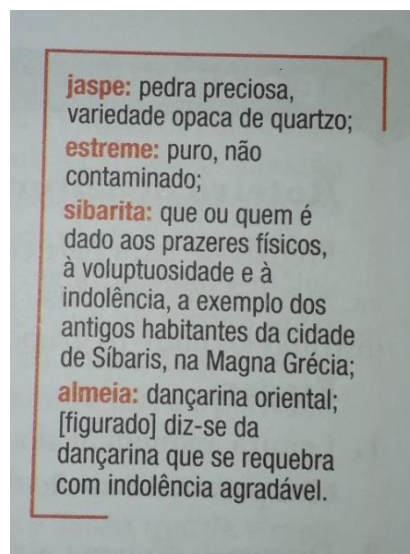 jaspe: pedra preciosa,
variedade opaca de quartzo;
estreme: puro, não
contaminado;
sibarita: que ou quem é
dado aos prazeres físicos,
à voluptuosidade e à
indolência, a exemplo dos
antigos habitantes da cidade
de Síbaris, na Magna Grécia;
almeia: dançarina oriental;
[figurado] diz-se da
dançarina que se requebra
com indolência agradável.